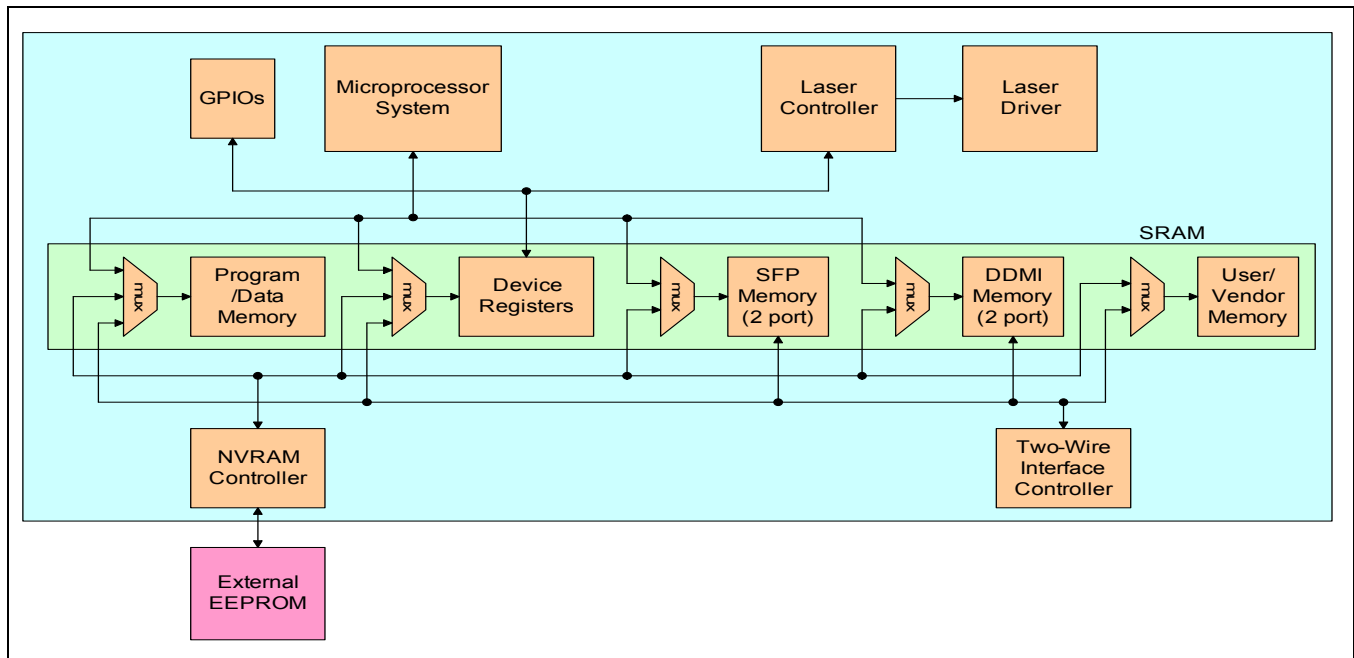 GPIOs
Microprocessor
System
Laser
Controller
Laser
Driver
SRAM
mux
Program
/Data
Memory
mux
Device
Registers
mux
SFP
Memory
(2 port)
mux
DDMI
Memory
(2 port)
mux
User/
Vendor
Memory
NVRAM
Controller
Two-Wire
Interface
Controller
External
EEPROM